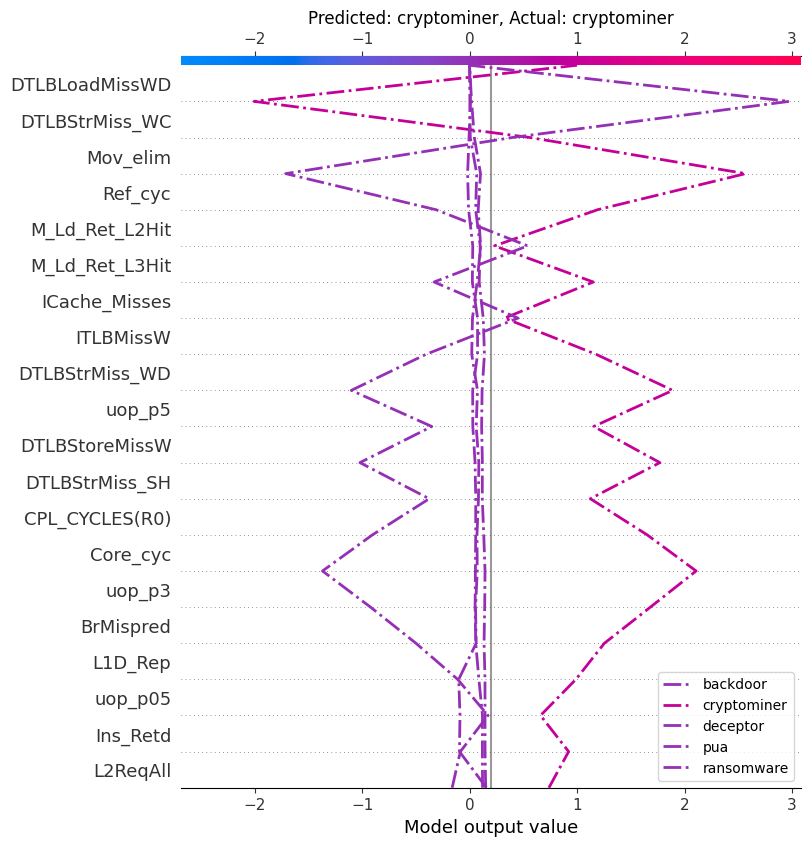 Predicted: cryptominer, Actual: cryptominer
−2 −1 0 1 2 3
DTLBLoadMissWD
DTLBStrMiss_WC
Mov_elim
Ref_cyc
M_Ld_Ret_L2Hit
M_Ld_Ret_L3Hit
ICache_Misses
ITLBMissW
DTLBStrMiss_WD
uop_p5
DTLBStoreMissW
DTLBStrMiss_SH
CPL_CYCLES(R0)
Core_cyc
uop_p3
BrMispred
L1D_Rep
uop_p05
Ins_Retd
L2ReqAll
backdoor
cryptominer
deceptor
pua
ransomware
−2 −1 0 1 2 3
Model output value